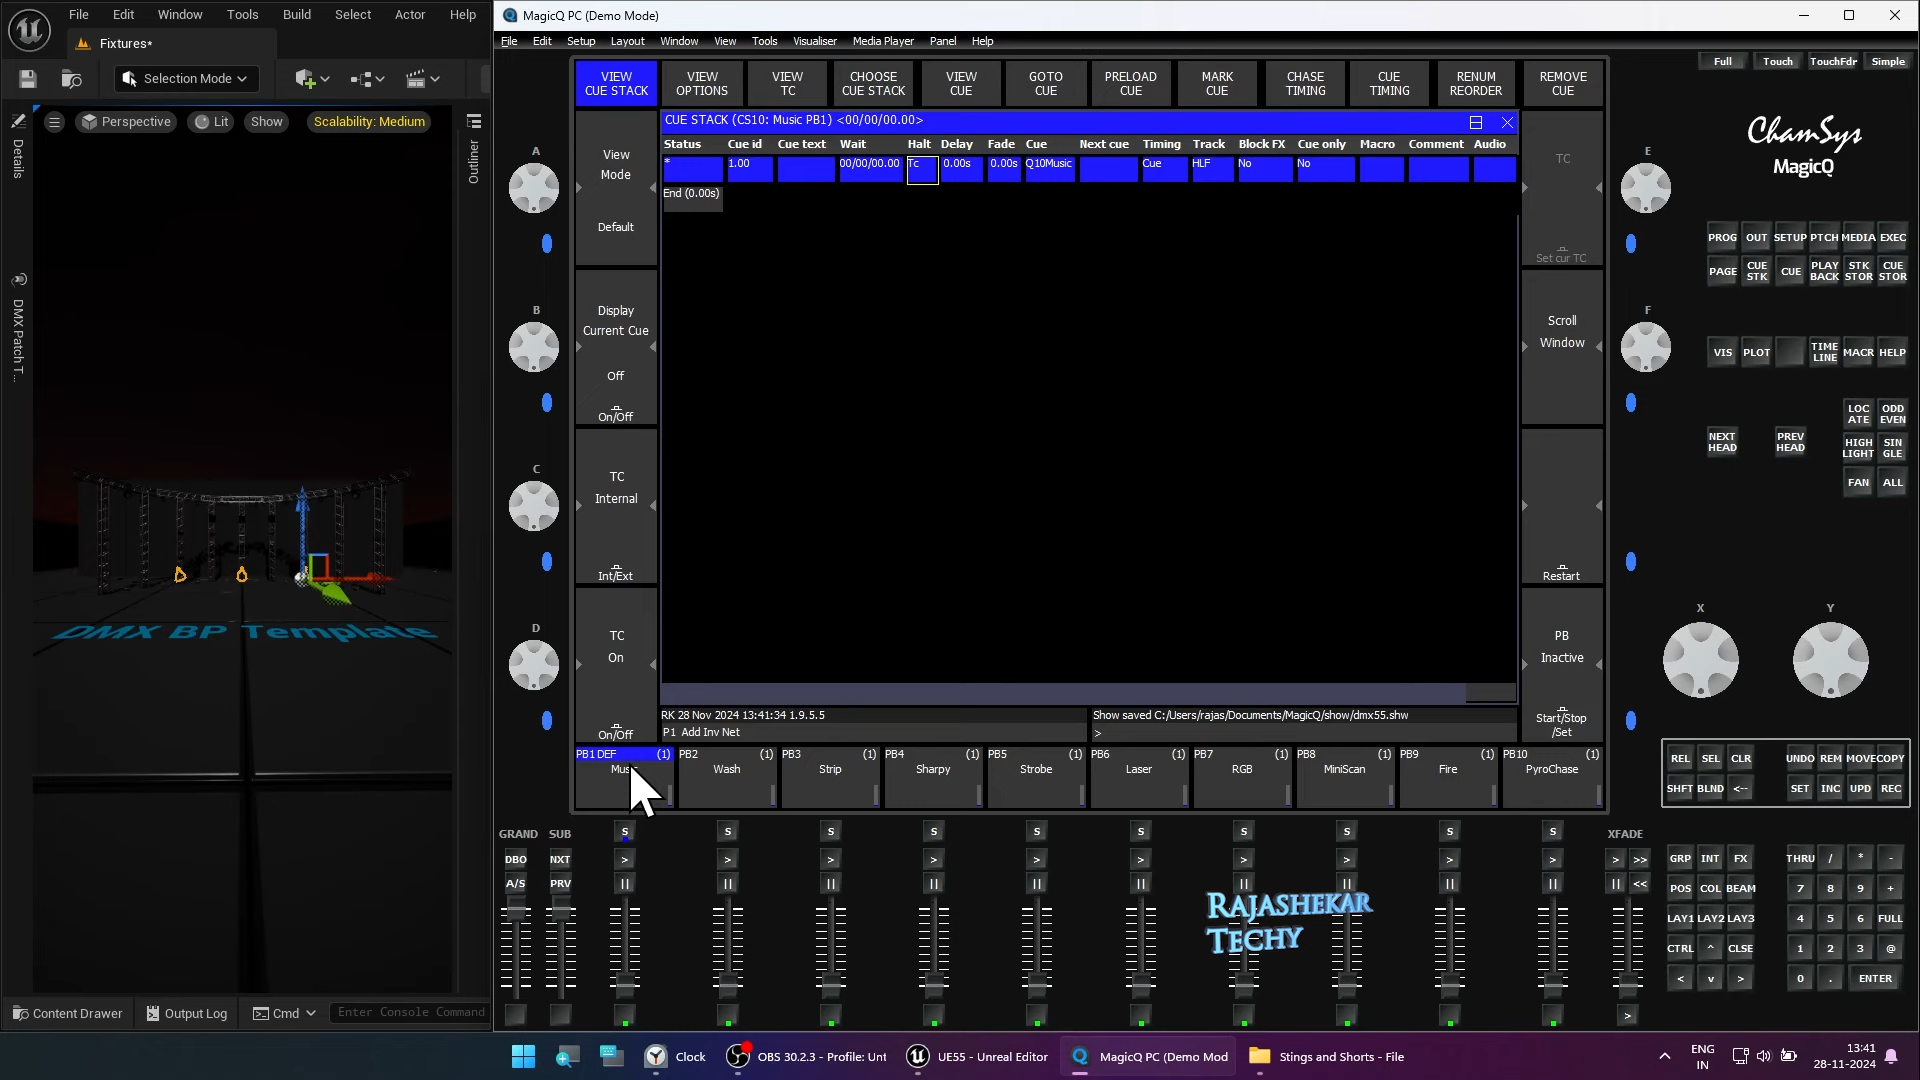 File Edit Window Tools Build Select Actor Help
Fixtures*
Selection Mode
Perspective Lit Show Scalability: Medium
Details
DMX Patch T...
Outliner
DMX BP Template
Content Drawer Output Log Cmd Enter Console Command
MagicQ PC (Demo Mode)
File Edit Setup Layout Window View Tools Visualiser Media Player Panel Help
VIEW CUE STACK
VIEW OPTIONS
VIEW TC
CHOOSE CUE STACK
VIEW CUE
GOTO CUE
PRELOAD CUE
MARK CUE
CHASE TIMING
CUE TIMING
RENUM REORDER
REMOVE CUE
Full Touch TouchFdr Simple
CUE STACK (CS10: Music PB1) <00/00/00.00>
Status Cue id Cue text Wait Halt Delay Fade Cue Next cue Timing Track Block FX Cue only Macro Comment Audio
* 1.00 00/00/00.00 Tc 0.00s 0.00s Q10Music Cue HLF No No
End (0.00s)
A
View
Mode
Default
B
Display
Current Cue
Off
On/Off
C
TC
Internal
Int/Ext
D
TC
On
On/Off
TC
Set cur TC
Scroll
Window
Restart
PB
Inactive
Start/Stop
/Set
E
F
X Y
ChamSys
MagicQ
PROG OUT SETUP PTCH MEDIA EXEC
PAGE CUE STK CUE PLAY BACK STK STOR CUE STOR
VIS PLOT TIME LINE MACR HELP
LOC ATE ODD EVEN
NEXT HEAD PREV HEAD HIGH LIGHT SIN GLE
FAN ALL
RK 28 Nov 2024 13:41:34 1.9.5.5
Show saved C:/Users/rajas/Documents/MagicQ/show/dmx55.shw
P1 Add Inv Net
>
PB1 DEF (1) PB2 (1) PB3 (1) PB4 (1) PB5 (1) PB6 (1) PB7 (1) PB8 (1) PB9 (1) PB10 (1)
Wash Strip Sharpy Strobe Laser RGB MiniScan Fire PyroChase
REL SEL CLR UNDO REM MOVE COPY
SHFT BLND <-- SET INC UPD REC
GRAND SUB S S S S S S S S S S XFADE
DBO NXT > > > > > > > > > > > >>
A/S PRV || || || || || || || || || || || <<
GRP INT FX THRU / * -
POS COL BEAM 7 8 9 +
LAY1 LAY2 LAY3 4 5 6 FULL
CTRL ^ CLSE 1 2 3 @
< v > 0 . ENTER
>
RAJASHEKAR
TECHY
Clock
OBS 30.2.3 - Profile: Unt
UE55 - Unreal Editor
MagicQ PC (Demo Mod
Stings and Shorts - File
ENG
IN
13:41
28-11-2024